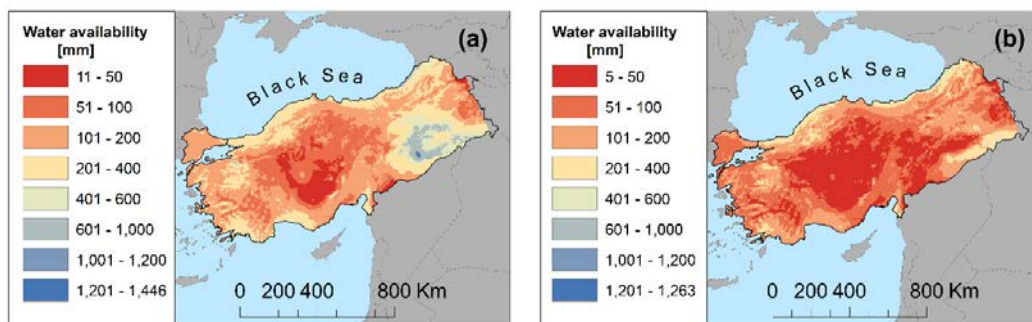 Water availability
[mm]
11 - 50
51 - 100
101 - 200
201 - 400
401 - 600
601 - 1,000
1,001 - 1,200
1,201 - 1,446
(a)
Black Sea
0 200 400 800 Km
Water availability
[mm]
5 - 50
51 - 100
101 - 200
201 - 400
401 - 600
601 - 1,000
1,001 - 1,200
1,201 - 1,263
(b)
Black Sea
0 200 400 800 Km